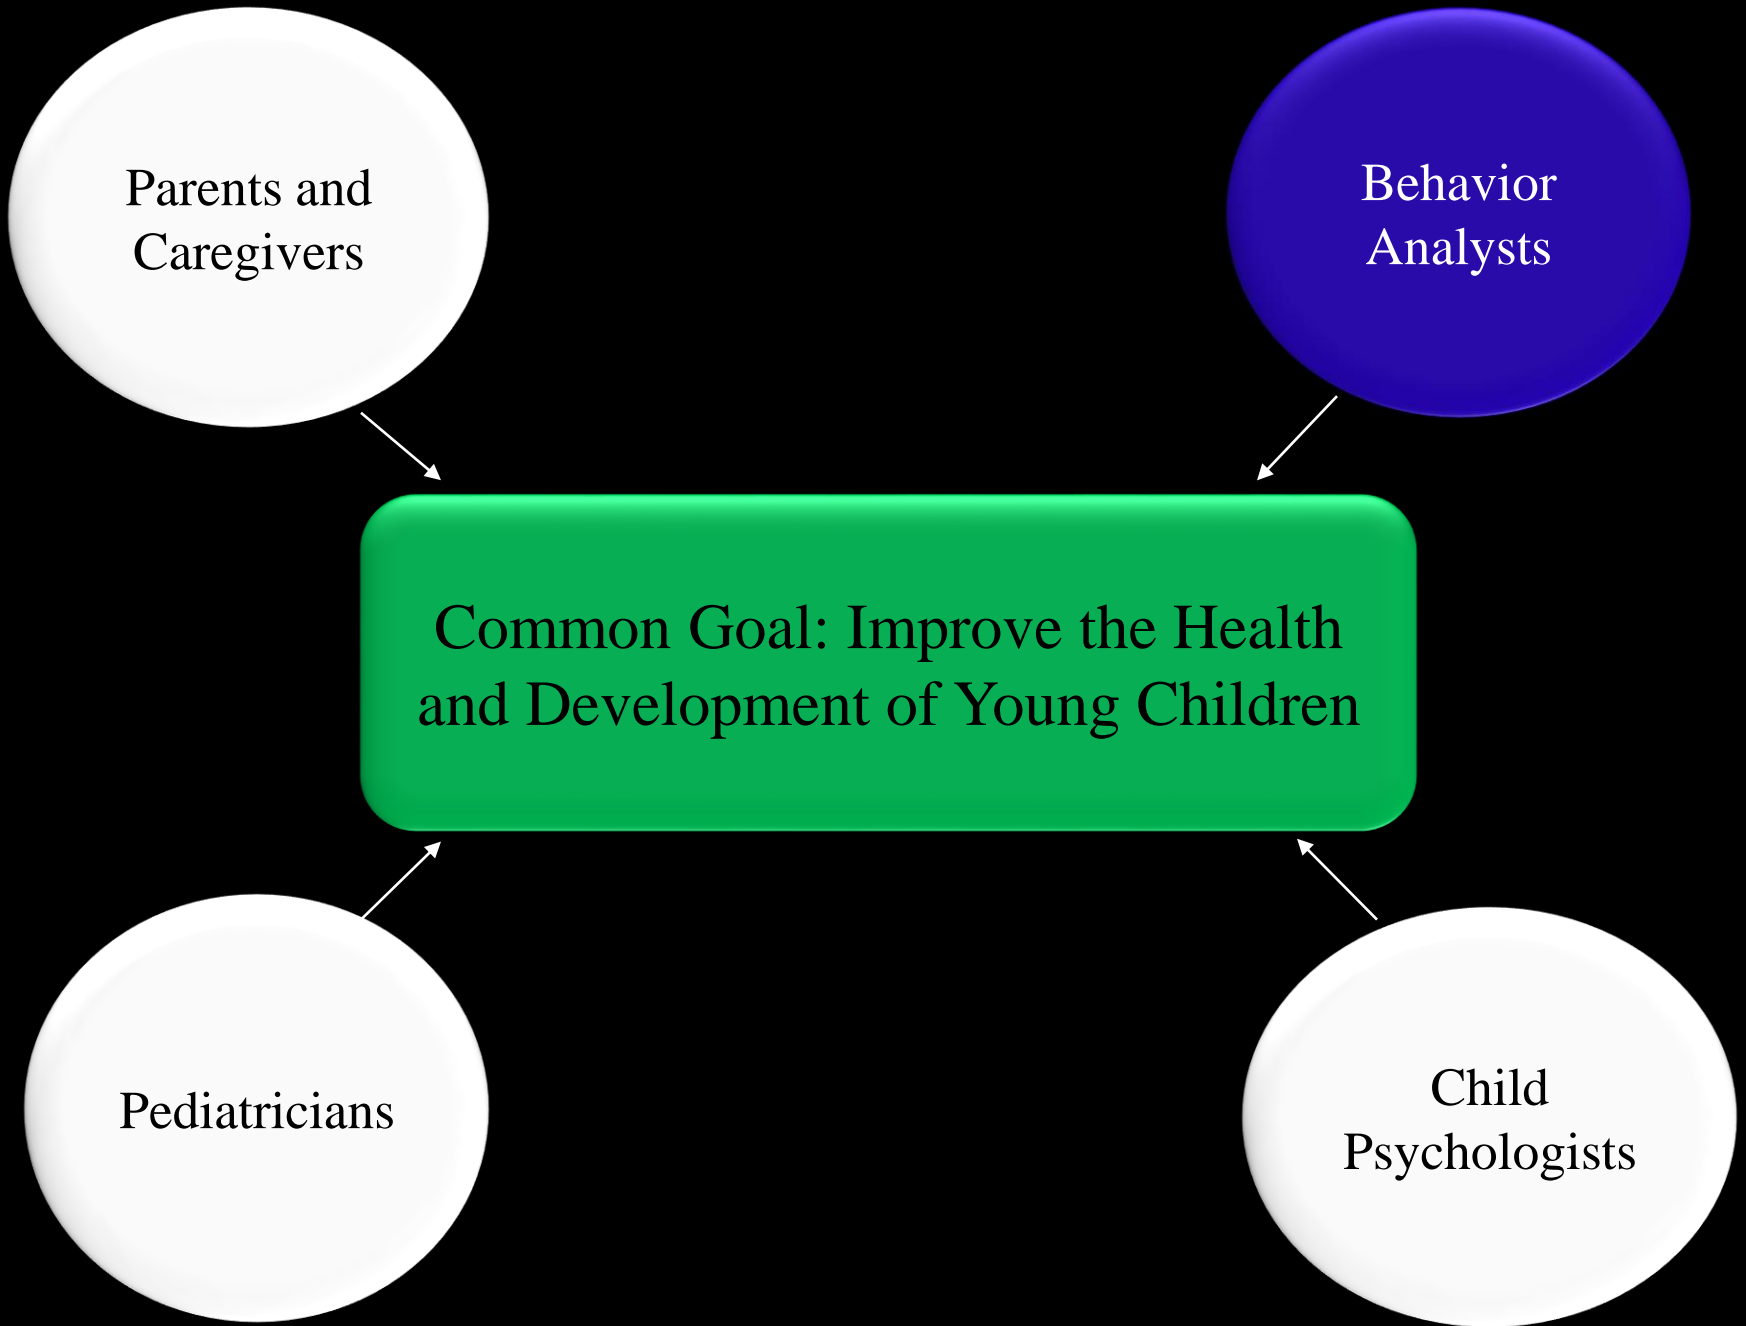 Parents and
Caregivers
Behavior
Analysts
Common Goal: Improve the Health
and Development of Young Children
Pediatricians
Child
Psychologists